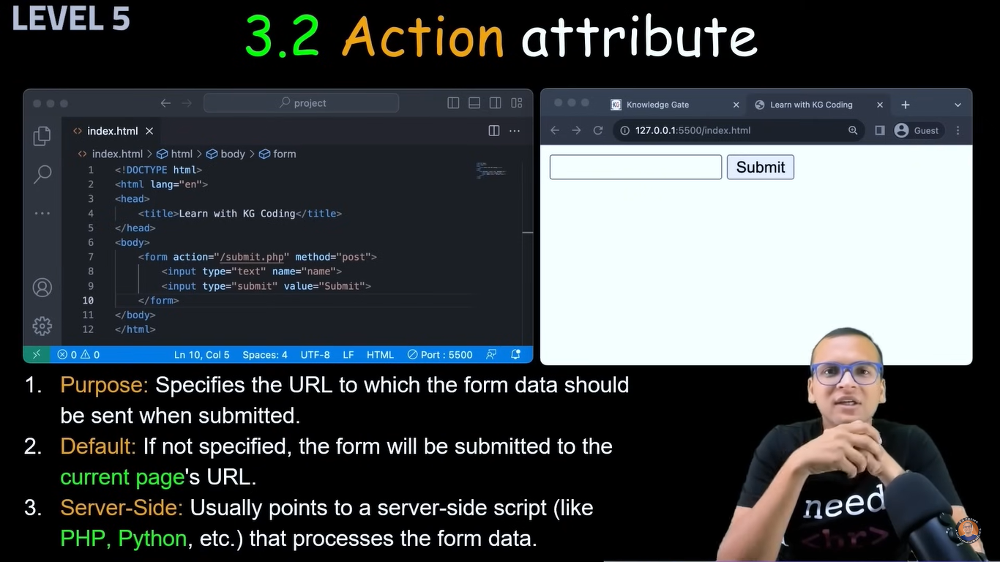 LEVEL 5
3.2 Action attribute
project
index.html
index.html > html > body > form
1 <!DOCTYPE html>
2 <html lang="en">
3 <head>
4 <title>Learn with KG Coding</title>
5 </head>
6 <body>
7 <form action="/submit.php" method="post">
8 <input type="text" name="name">
9 <input type="submit" value="Submit">
10 </form>
11 </body>
12 </html>
0 0 Ln 10, Col 5 Spaces: 4 UTF-8 LF HTML Port : 5500
KG Knowledge Gate Learn with KG Coding
127.0.0.1:5500/index.html Guest
Submit
1. Purpose: Specifies the URL to which the form data should
be sent when submitted.
2. Default: If not specified, the form will be submitted to the
current page's URL.
3. Server-Side: Usually points to a server-side script (like
PHP, Python, etc.) that processes the form data.
need
<hr>